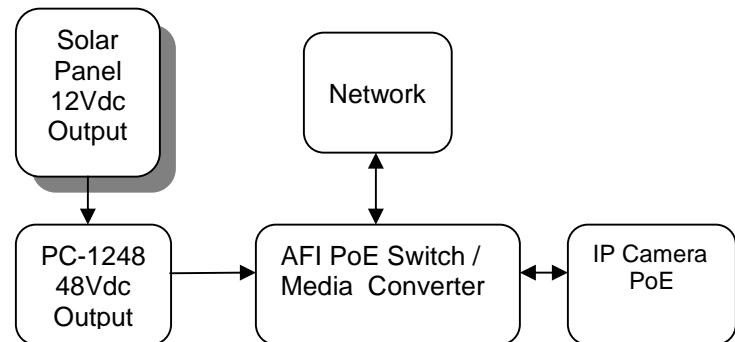 Solar
Panel
12Vdc
Output
Network
PC-1248
48Vdc
Output
AFI PoE Switch /
Media Converter
IP Camera
PoE